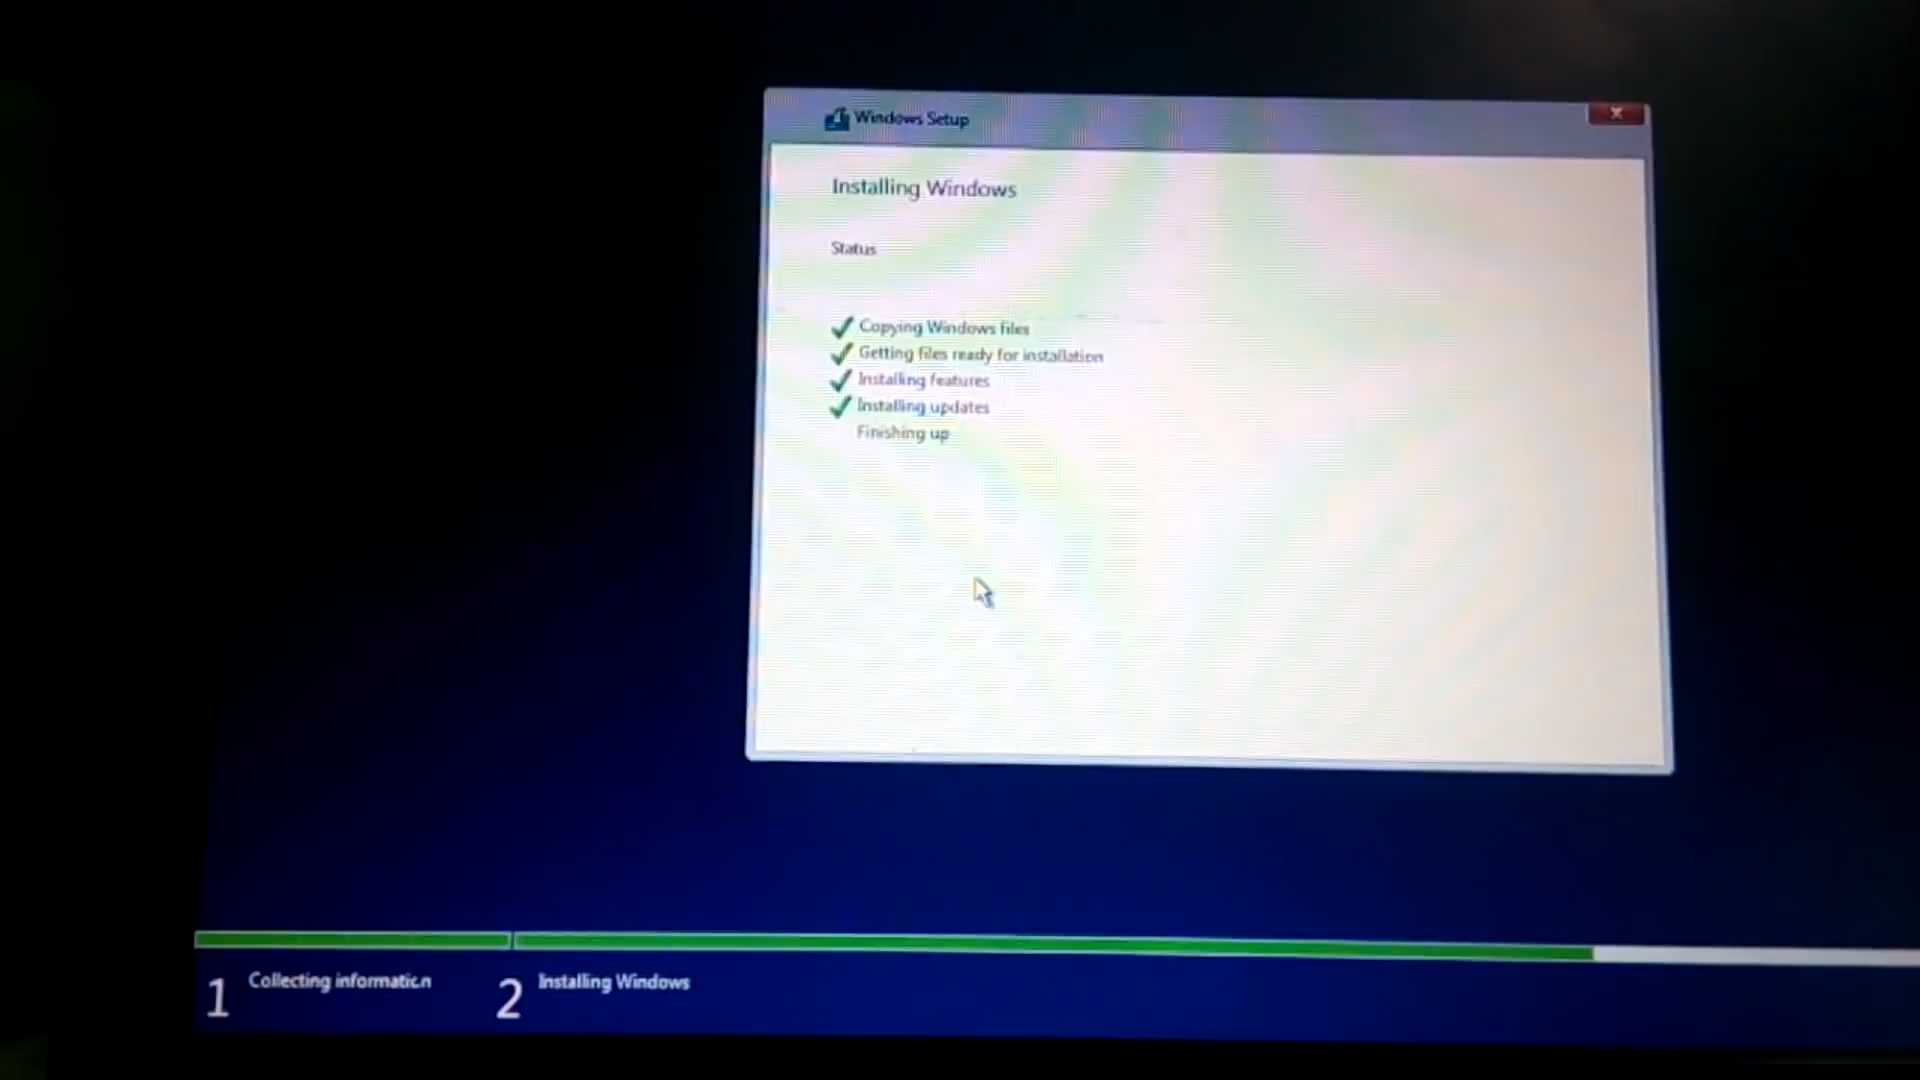 Windows Setup
Installing Windows
Status
Copying Windows files
Getting files ready for installation
Installing features
Installing updates
Finishing up
1 Collecting information
2 Installing Windows